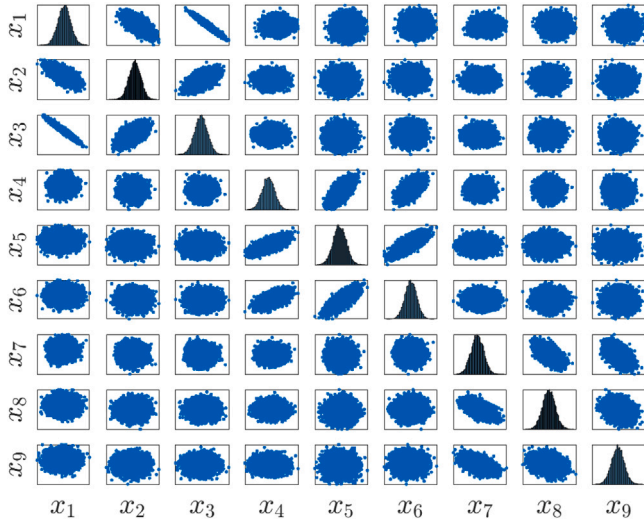 x₁
x₂
x₃
x₄
x₅
x₆
x₇
x₈
x₉
x₁ x₂ x₃ x₄ x₅ x₆ x₇ x₈ x₉